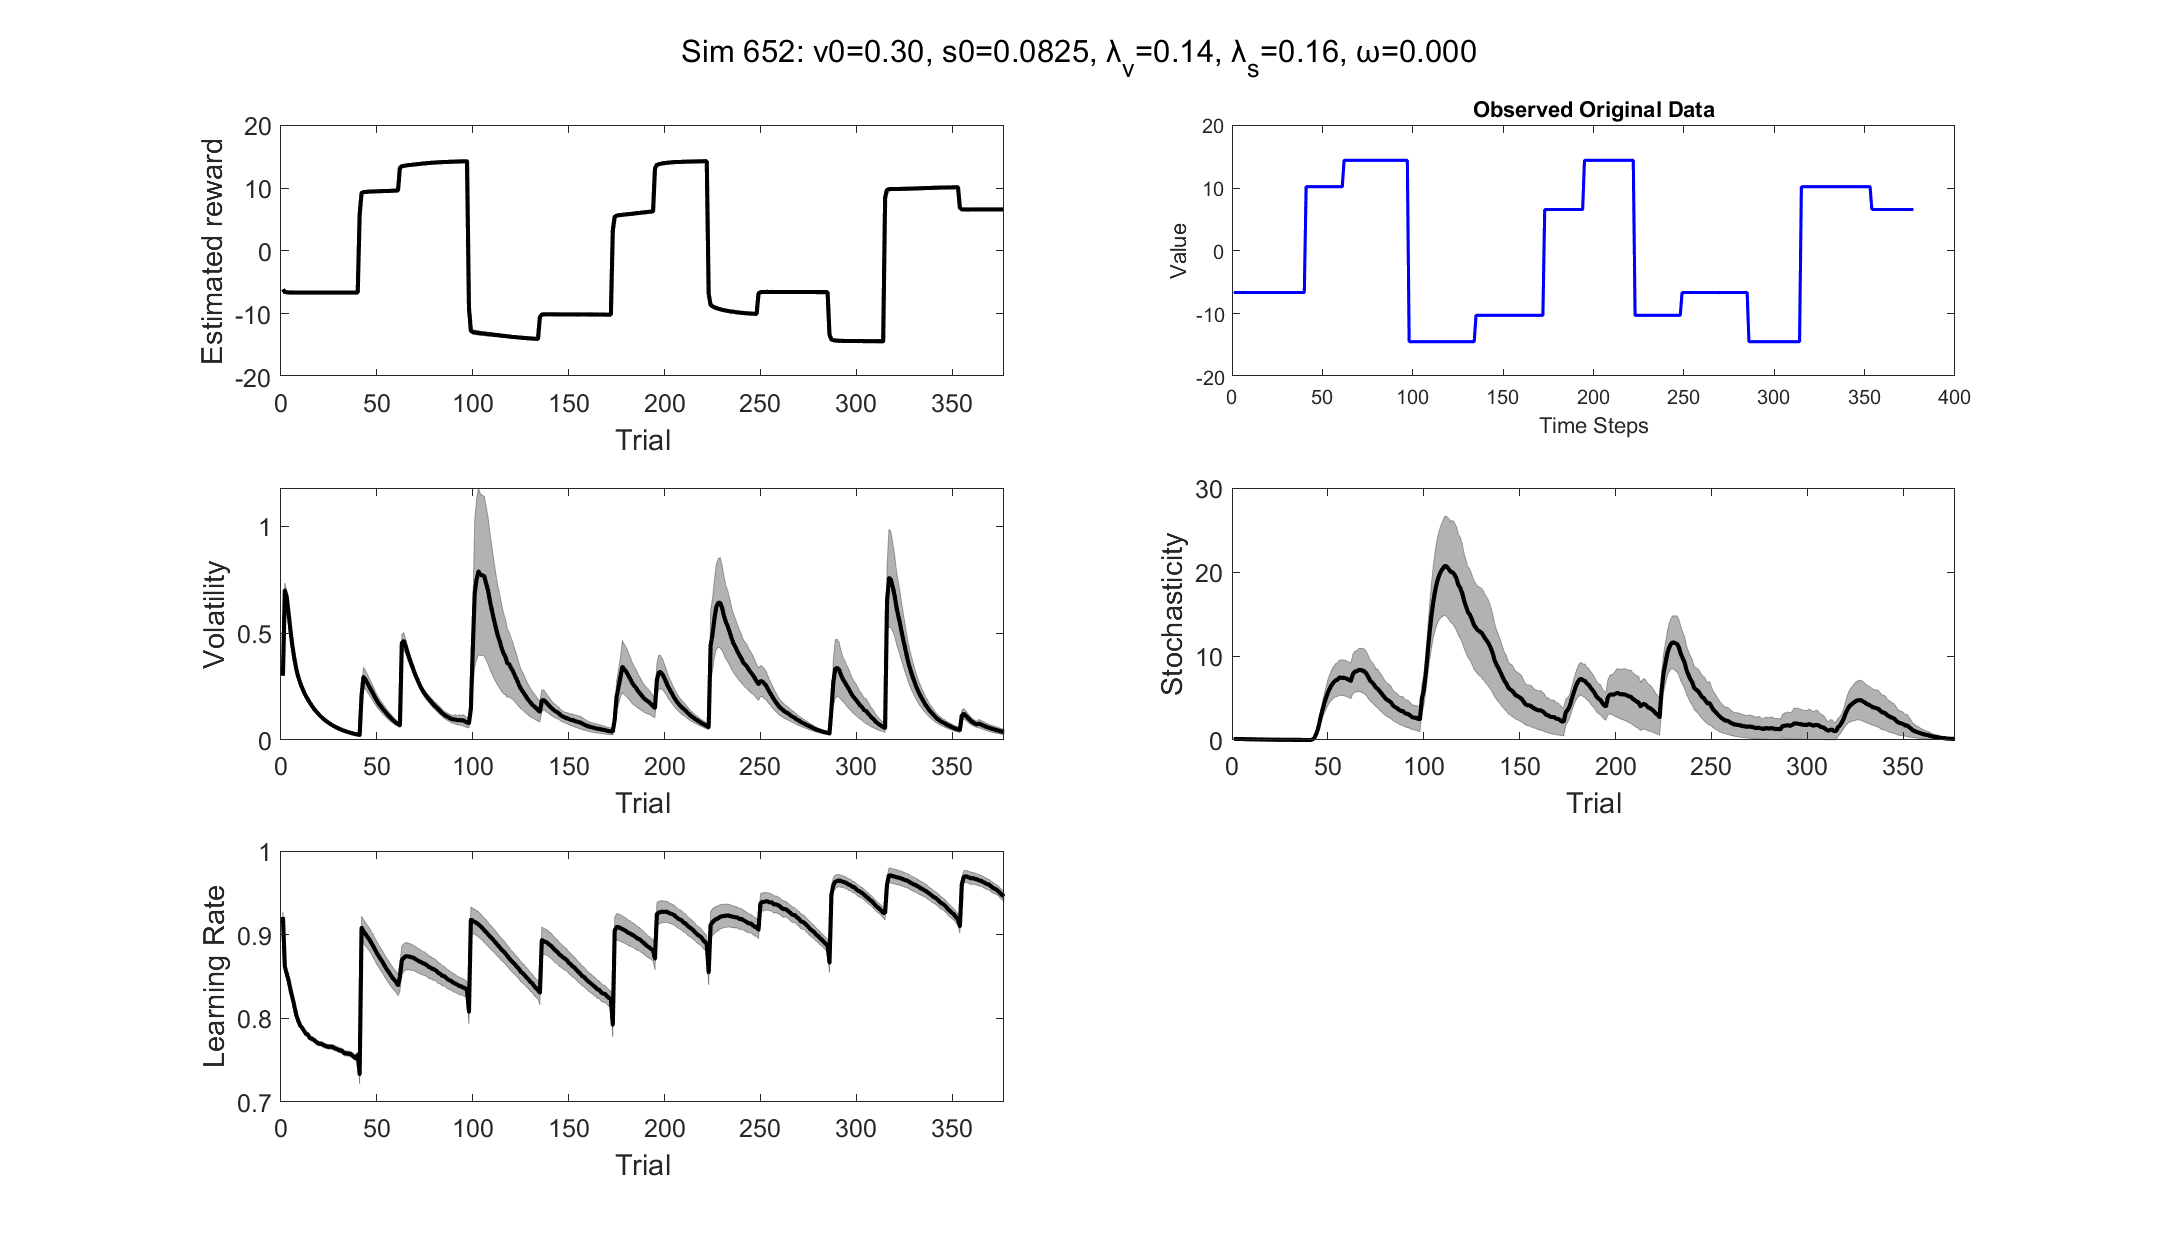 Sim 652: v0=0.30, s0=0.0825, λ_v=0.14, λ_s=0.16, ω=0.000
Estimated reward
20
10
0
-10
-20
0 50 100 150 200 250 300 350
Trial
Observed Original Data
Value
20
10
0
-10
-20
0 50 100 150 200 250 300 350 400
Time Steps
Volatility
1
0.5
0
0 50 100 150 200 250 300 350
Trial
Stochasticity
30
20
10
0
0 50 100 150 200 250 300 350
Trial
Learning Rate
1
0.9
0.8
0.7
0 50 100 150 200 250 300 350
Trial